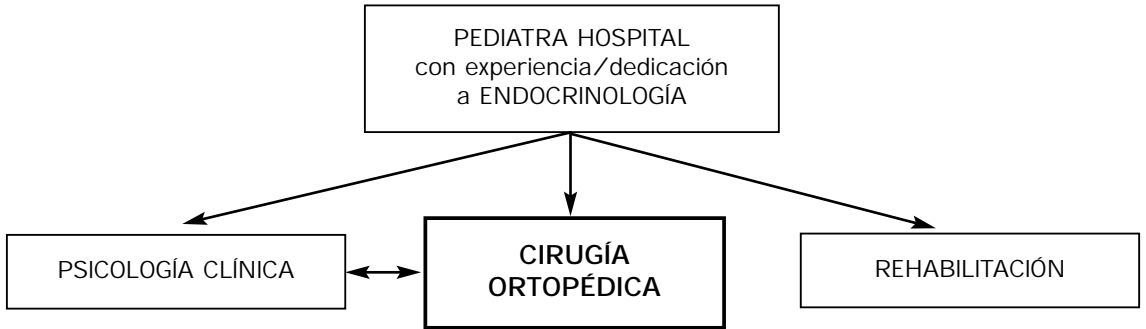 PEDIATRA HOSPITAL
con experiencia/dedicación
a ENDOCRINOLOGÍA
PSICOLOGÍA CLÍNICA
CIRUGÍA
ORTOPÉDICA
REHABILITACIÓN